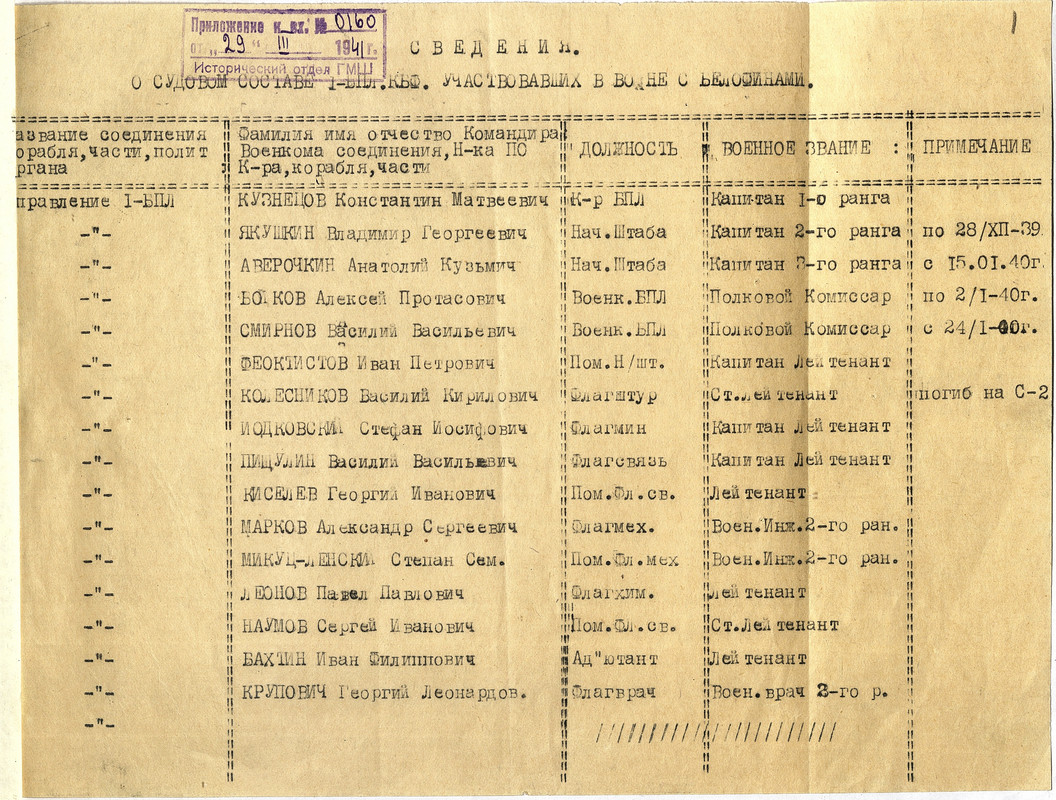 1
Приложение к вх. № 0160
от „ 29 “ III 1941 г.
Исторический отдел ГМШ
СВЕДЕНИЯ.
О СУДОВОМ СОСТАВЕ 1-БПЛ.КБФ. УЧАСТВОВАВШИХ В ВОЙНЕ С БЕЛОФИНАМИ.
азвание соединения Фамилия имя отчество Командира
орабля,части,полит Военкома соединения,Н-ка ПО ДОЛЖНОСТЬ ВОЕННОЕ ЗВАНИЕ : ПРИМЕЧАНИЕ
ргана К-ра,корабля,части
правление I-БПЛ КУЗНЕЦОВ Константин Матвеевич К-р БПЛ Капитан I-о ранга
-"- ЯКУШКИН Владимир Георгеевич Нач.Штаба Капитан 2-го ранга по 28/ХП-39
-"- АВЕРОЧКИН Анатолий Кузьмич Нач.Штаба Капитан 3-го ранга с 15.01.40г.
-"- Алексей Протасович Военк.БПЛ Полковой Комиссар по 2/I-40г.
-"- СМИРНОВ Василий Васильевич Военк.БПЛ Полковой Комиссар с 24/I-40г.
-"- ФЕОКТИСТОВ Иван Петрович Пом.Н/шт. Капитан Лейтенант
-"- КОЛЕСНИКОВ Василий Кирилович Флагштур Ст.лейтенант погиб на С-2
-"- ИОДКОВСКИЙ Стефан Иосифович Флагмин Капитан Лейтенант
-"- ПИЩУЛИН Василий Васильевич Флагсвязь Капитан Лейтенант
-"- КИСЕЛЕВ Георгий Иванович Пом.Фл.св. Лейтенант
-"- МАРКОВ Александр Сергеевич Флагмех. Воен.Инж.2-го ран.
-"- МИКУЦ-ЛЕНСКИЙ Степан Сем. Пом.Фл.мех Воен.Инж.2-го ран.
-"- ЛЕОНОВ Павел Павлович Флагхим. Лейтенант
-"- НАУМОВ Сергей Иванович Пом.Фл.св. Ст.Лейтенант
-"- БАХТИН Иван Филиппович Ад"ютант Лейтенант
-"- КРУПОВИЧ Георгий Леонардов. Флагврач Воен.врач 3-го р.
-"- ///////////////////////